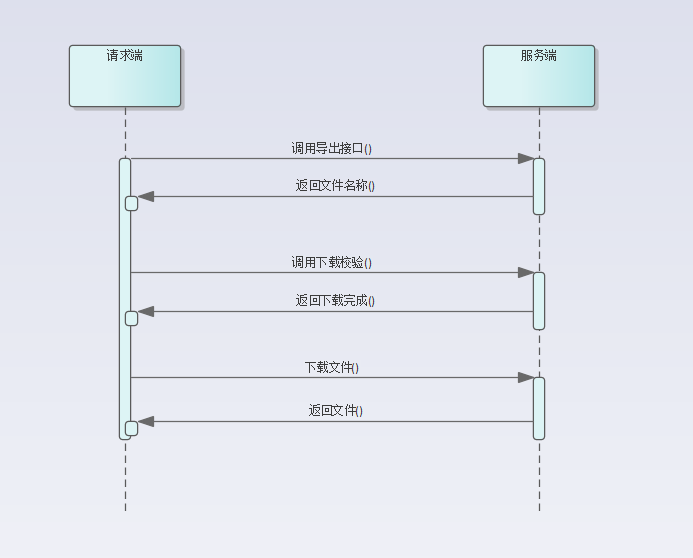 请求端
服务端
调用导出接口()
返回文件名称()
调用下载校验()
返回下载完成()
下载文件()
返回文件()